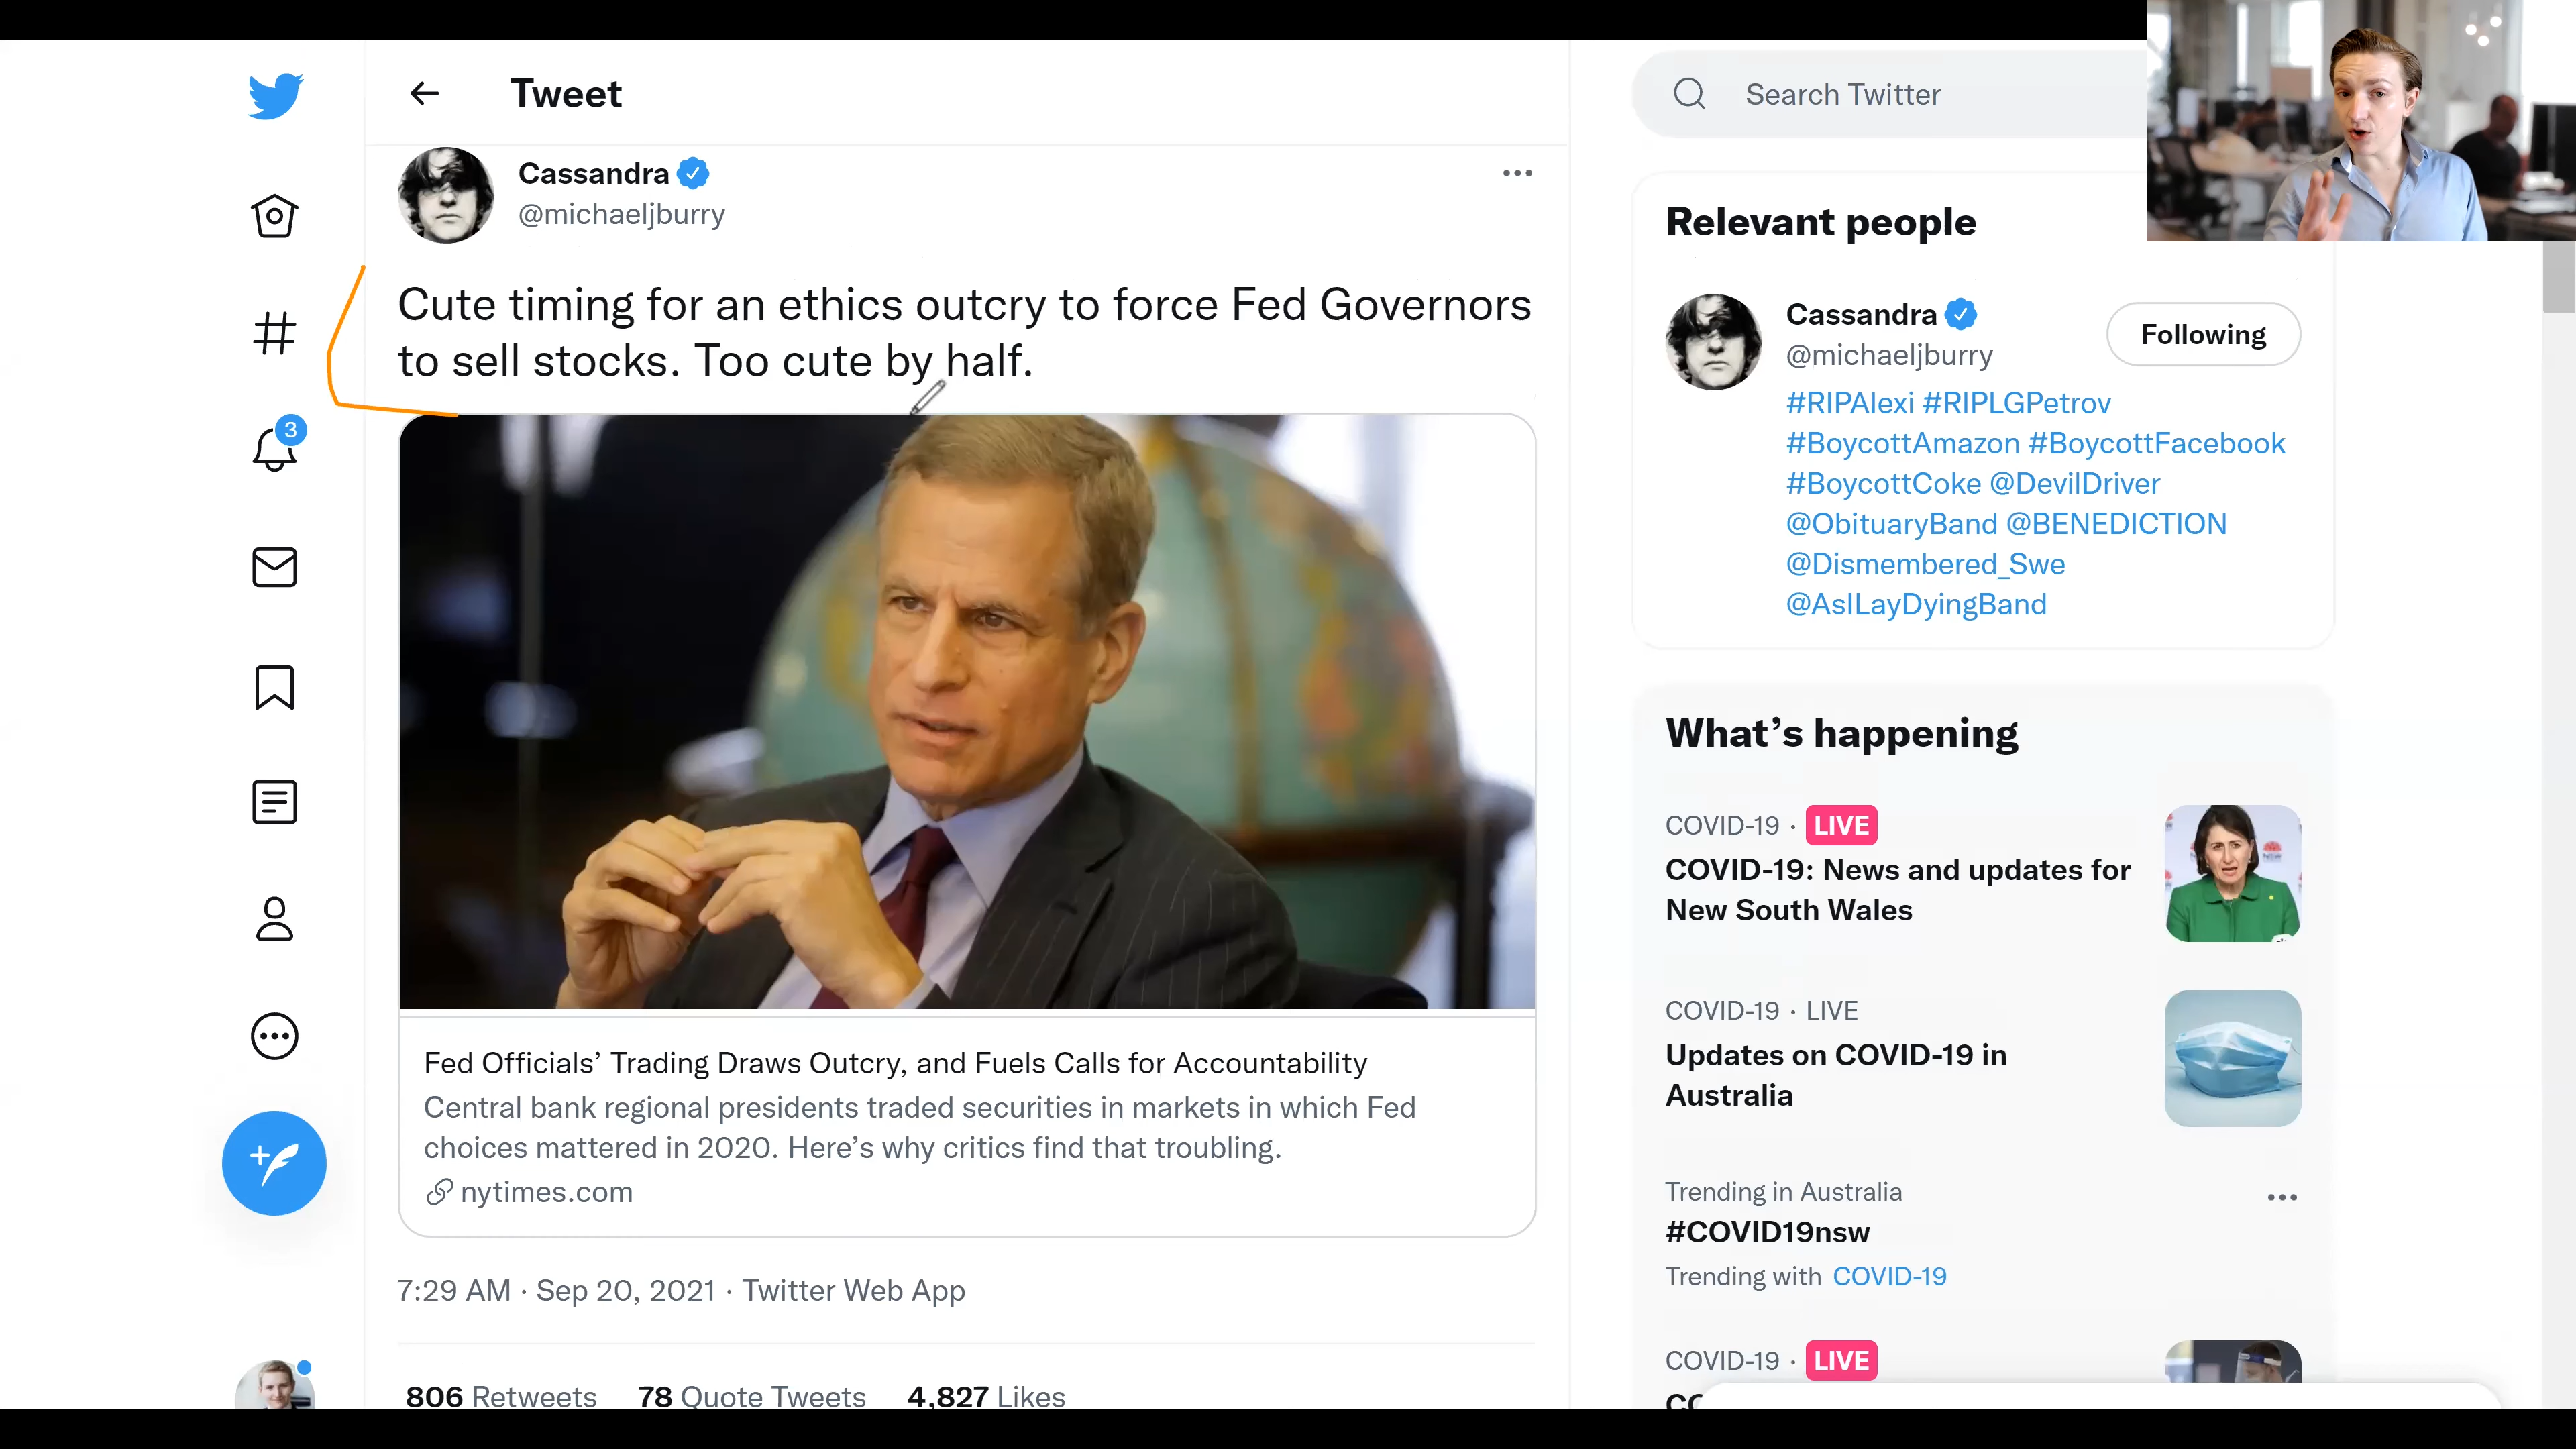 Tweet
Search Twitter
Cassandra
@michaeljburry
Cute timing for an ethics outcry to force Fed Governors
to sell stocks. Too cute by half.
Fed Officials’ Trading Draws Outcry, and Fuels Calls for Accountability
Central bank regional presidents traded securities in markets in which Fed
choices mattered in 2020. Here’s why critics find that troubling.
nytimes.com
7:29 AM · Sep 20, 2021 · Twitter Web App
806 Retweets 78 Quote Tweets 4,827 Likes
3
Relevant people
Cassandra
@michaeljburry
Following
#RIPAlexi #RIPLGPetrov
#BoycottAmazon #BoycottFacebook
#BoycottCoke @DevilDriver
@ObituaryBand @BENEDICTION
@Dismembered_Swe
@AsILayDyingBand
What’s happening
COVID-19 · LIVE
COVID-19: News and updates for
New South Wales
COVID-19 · LIVE
Updates on COVID-19 in
Australia
Trending in Australia
#COVID19nsw
Trending with COVID-19
COVID-19 · LIVE